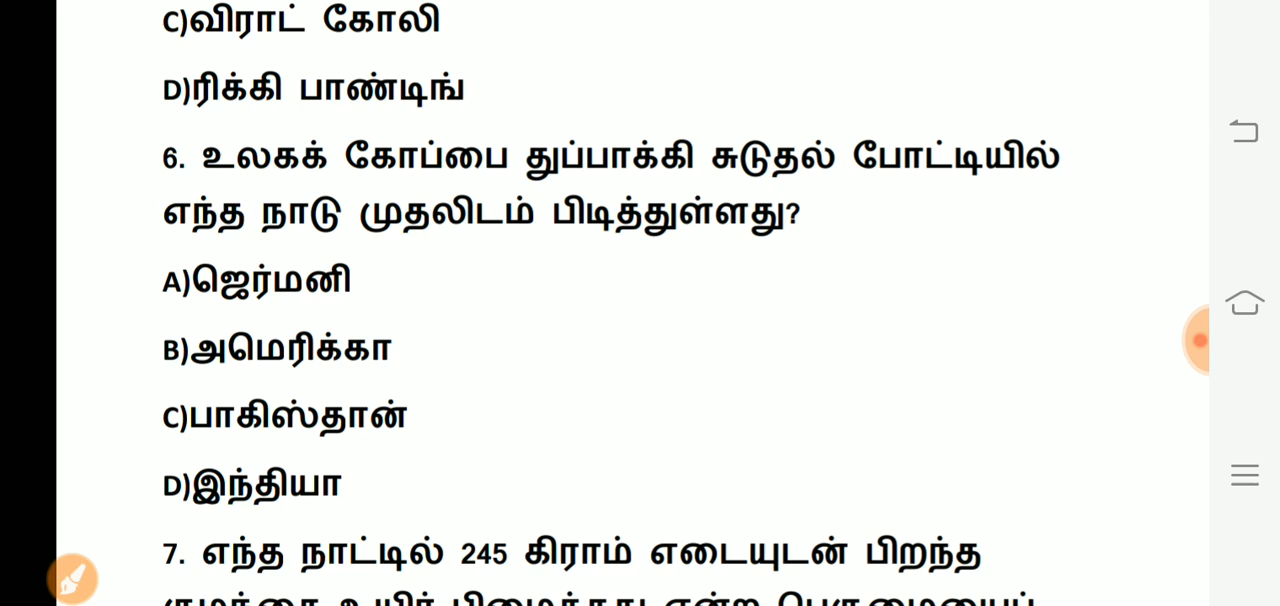 C)விராட் கோலி
D)ரிக்கி பாண்டிங்
6. உலகக் கோப்பை துப்பாக்கி சுடுதல் போட்டியில்
எந்த நாடு முதலிடம் பிடித்துள்ளது?
A)ஜெர்மனி
B)அமெரிக்கா
C)பாகிஸ்தான்
D)இந்தியா
7. எந்த நாட்டில் 245 கிராம் எடையுடன் பிறந்த